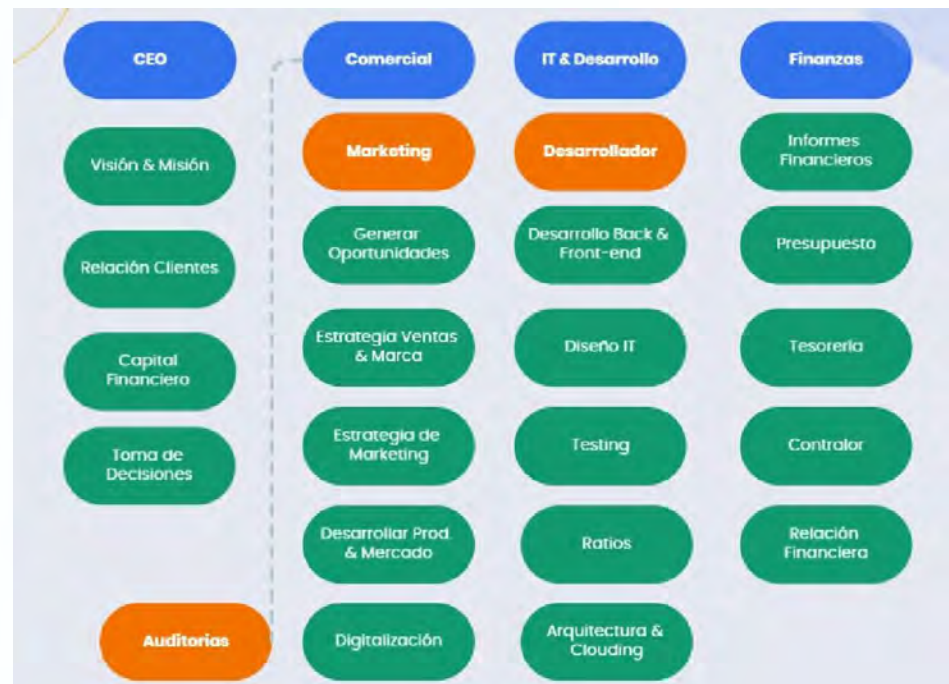 CEO
Visión & Misión
Relación Clientes
Capital
Financiero
Toma de
Decisiones
Auditorias
Comercial
Marketing
Generar
Oportunidades
Estrategia Ventas
& Marca
Estrategia de
Marketing
Desarrollar Prod.
& Mercado
Digitalización
IT & Desarrollo
Desarrollador
Desarrollo Back &
Front-end
Diseño IT
Testing
Ratios
Arquitectura &
Clouding
Finanzas
Informes
Financieros
Presupuesto
Tesorería
Contralor
Relación
Financiera